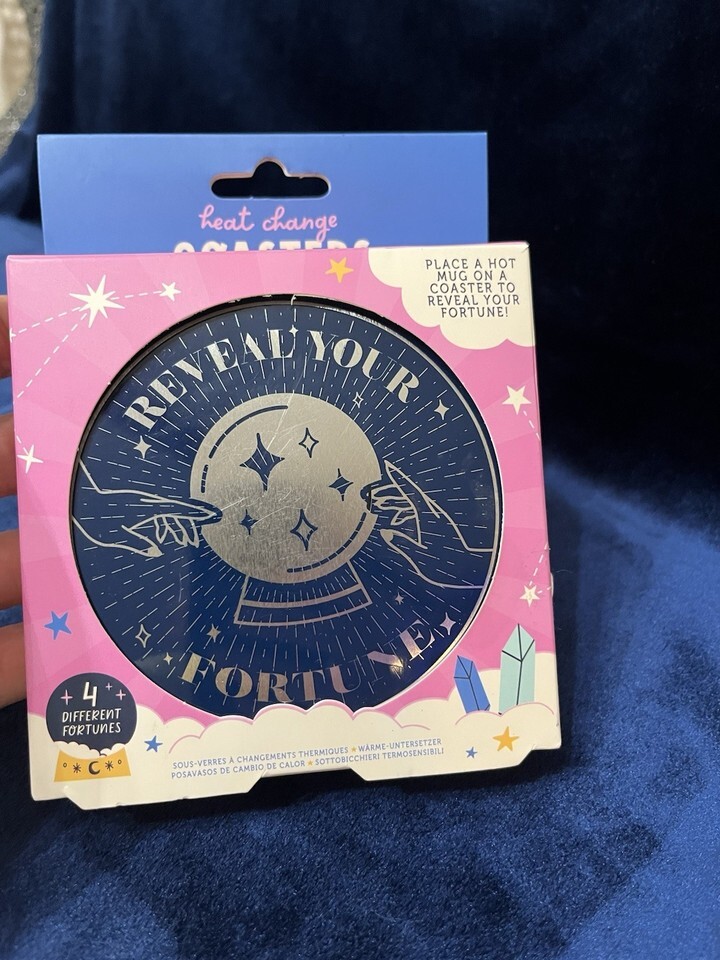 heat change
COASTERS
PLACE A HOT
MUG ON A
COASTER TO
REVEAL YOUR
FORTUNE!
REVEAL YOUR
FORTUNE
4
DIFFERENT
FORTUNES
SOUS-VERRES À CHANGEMENTS THERMIQUES ★ WÄRME-UNTERSETZER
POSAVASOS DE CAMBIO DE CALOR ★ SOTTOBICCHIERI TERMOSENSIBILI